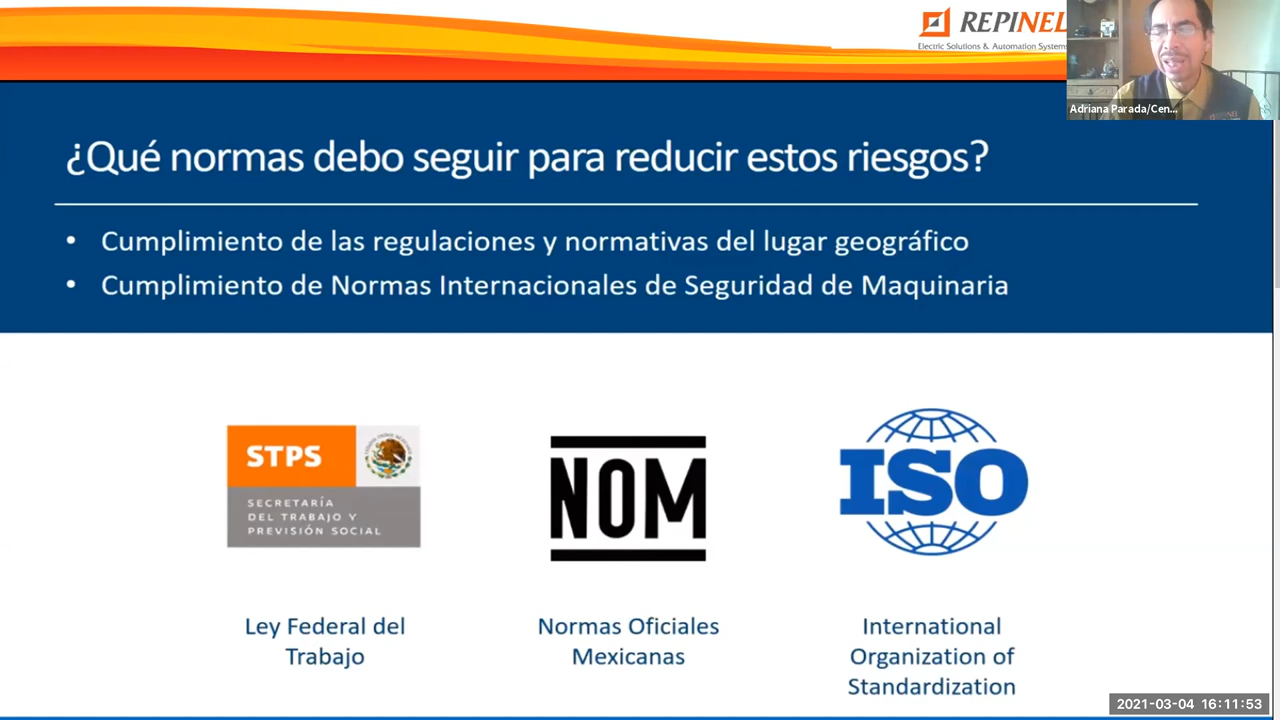 REPINEL
Electric Solutions & Automation Systems
Adriana Parada/Cen...
¿Qué normas debo seguir para reducir estos riesgos?
• Cumplimiento de las regulaciones y normativas del lugar geográfico
• Cumplimiento de Normas Internacionales de Seguridad de Maquinaria
STPS
SECRETARÍA
DEL TRABAJO Y
PREVISIÓN SOCIAL
NOM
ISO
Ley Federal del
Trabajo
Normas Oficiales
Mexicanas
International
Organization of
Standardization
2021-03-04 16:11:53